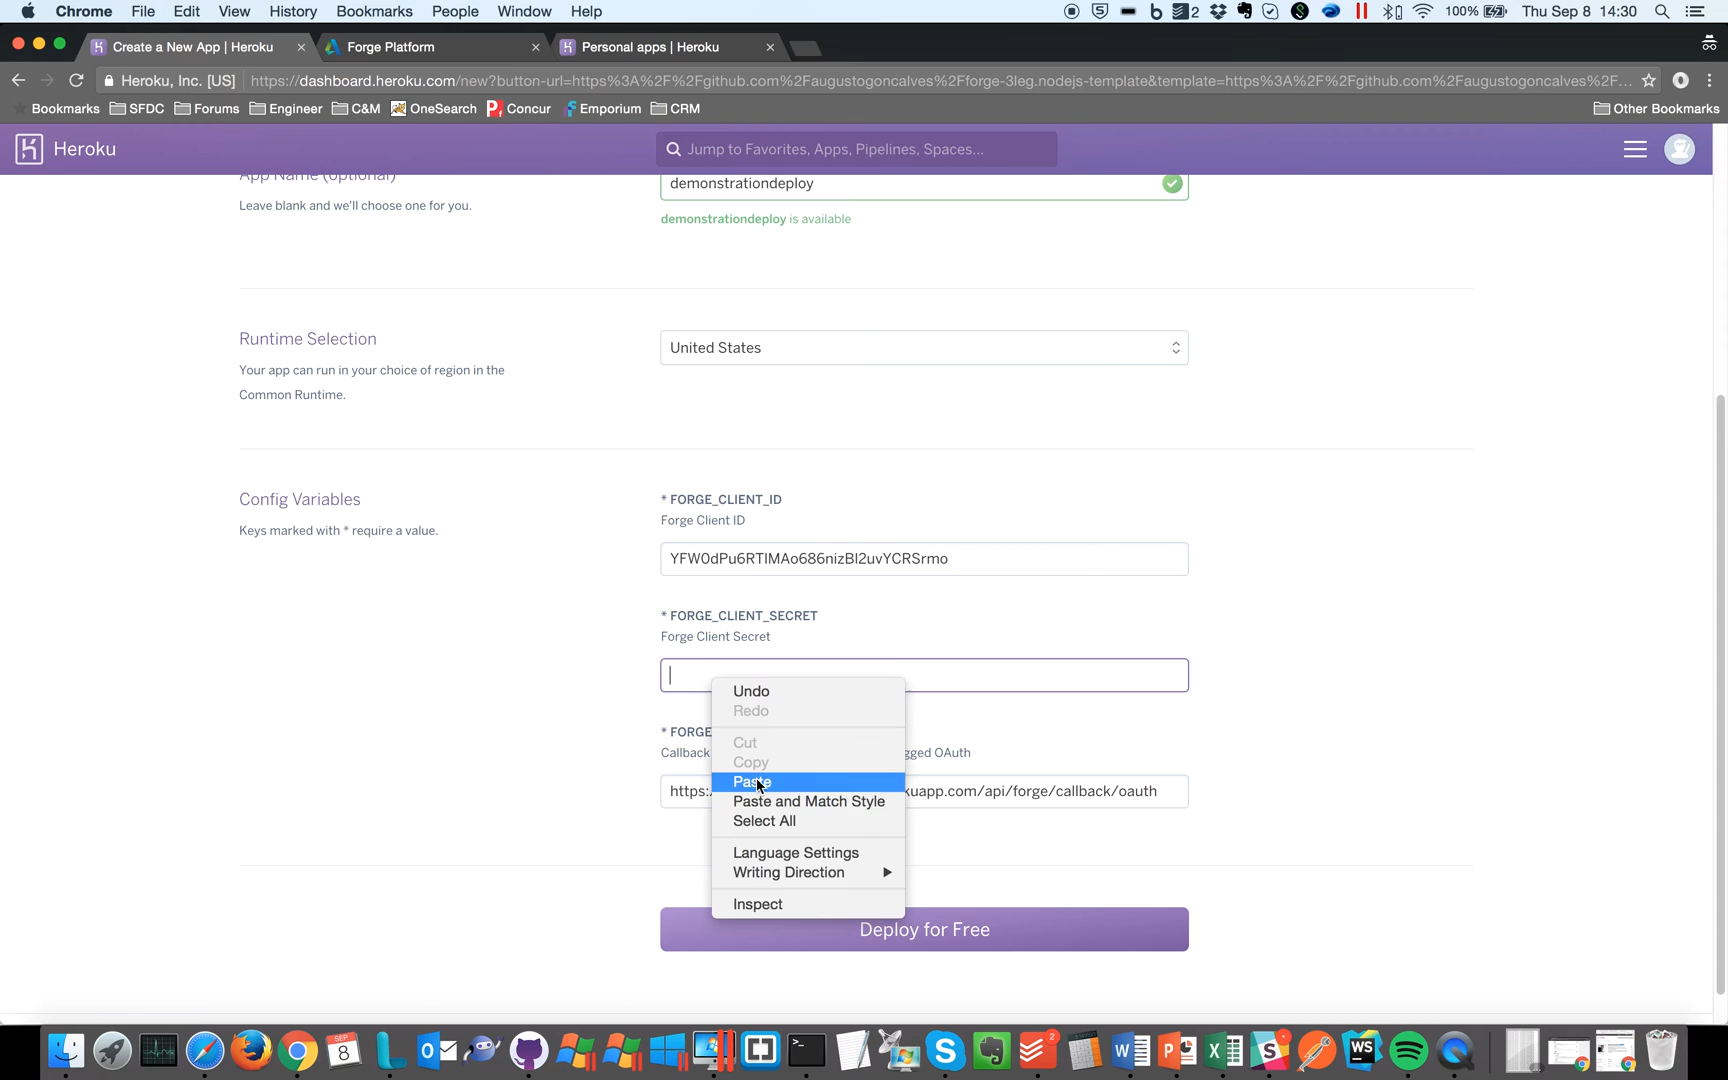 Chrome File Edit View History Bookmarks People Window Help 2 100% Thu Sep 8 14:30
Create a New App | Heroku
Forge Platform
Personal apps | Heroku
Heroku, Inc. [US] https://dashboard.heroku.com/new?button-url=https%3A%2F%2Fgithub.com%2Faugustogoncalves%2Fforge-3leg.nodejs-template&template=https%3A%2F%2Fgithub.com%2Faugustogoncalves%2F...
Bookmarks SFDC Forums Engineer C&M OneSearch Concur Emporium CRM Other Bookmarks
Heroku
Jump to Favorites, Apps, Pipelines, Spaces...
App Name (optional)
Leave blank and we'll choose one for you.
demonstrationdeploy
demonstrationdeploy is available
Runtime Selection
Your app can run in your choice of region in the
Common Runtime.
United States
Config Variables
Keys marked with * require a value.
* FORGE_CLIENT_ID
Forge Client ID
YFW0dPu6RTIMAo686nizBI2uvYCRSrmo
* FORGE_CLIENT_SECRET
Forge Client Secret
* FORGE
Callback
gged OAuth
https:
kuapp.com/api/forge/callback/oauth
Undo
Redo
Cut
Copy
Paste
Paste and Match Style
Select All
Language Settings
Writing Direction
Inspect
Deploy for Free
SEP
8
2
WS